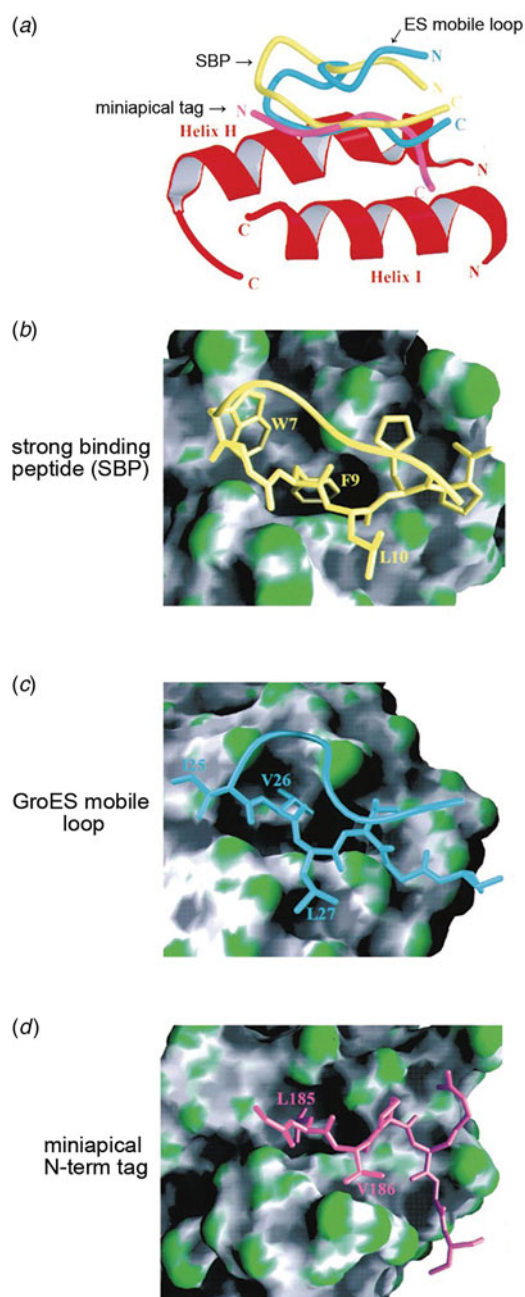 (a)
ES mobile loop
SBP
miniapical tag
N
N
N
C
C
Helix H
N
C
C
Helix I
N
C
(b)
strong binding
peptide (SBP)
W7
F9
L10
(c)
GroES mobile
loop
I25
V26
L27
(d)
miniapical
N-term tag
L185
V186